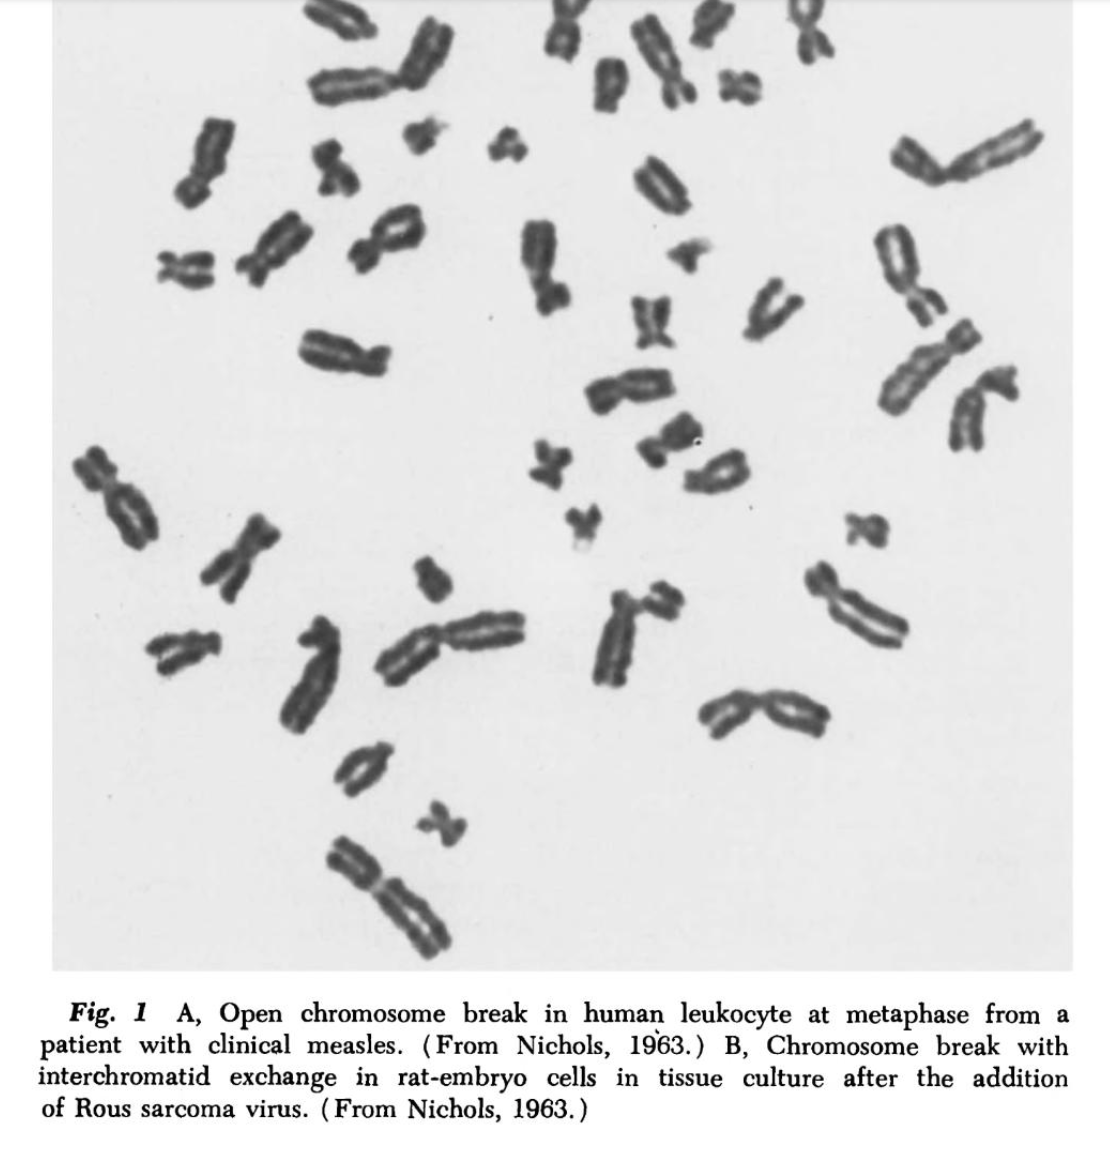 Fig. 1 A, Open chromosome break in human leukocyte at metaphase from a
patient with clinical measles. (From Nichols, 1963.) B, Chromosome break with
interchromatid exchange in rat-embryo cells in tissue culture after the addition
of Rous sarcoma virus. (From Nichols, 1963.)